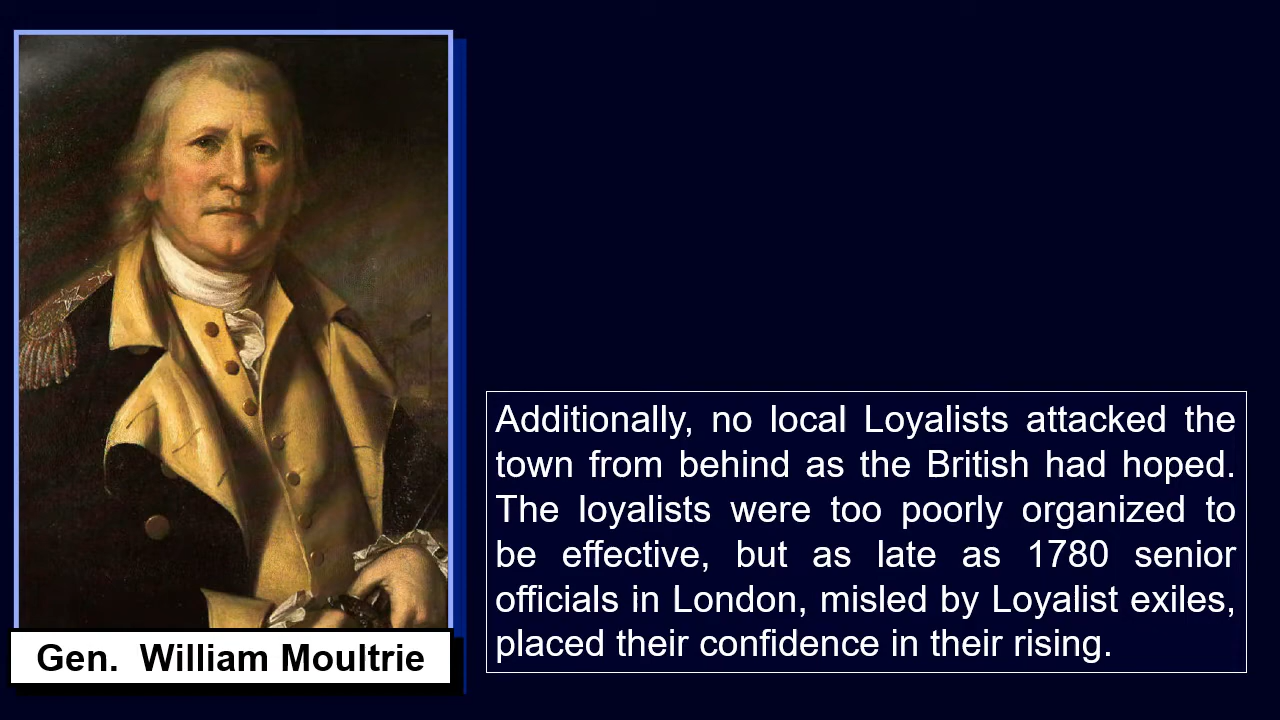 Additionally, no local Loyalists attacked the
town from behind as the British had hoped.
The loyalists were too poorly organized to
be effective, but as late as 1780 senior
officials in London, misled by Loyalist exiles,
placed their confidence in their rising.
Gen.  William Moultrie